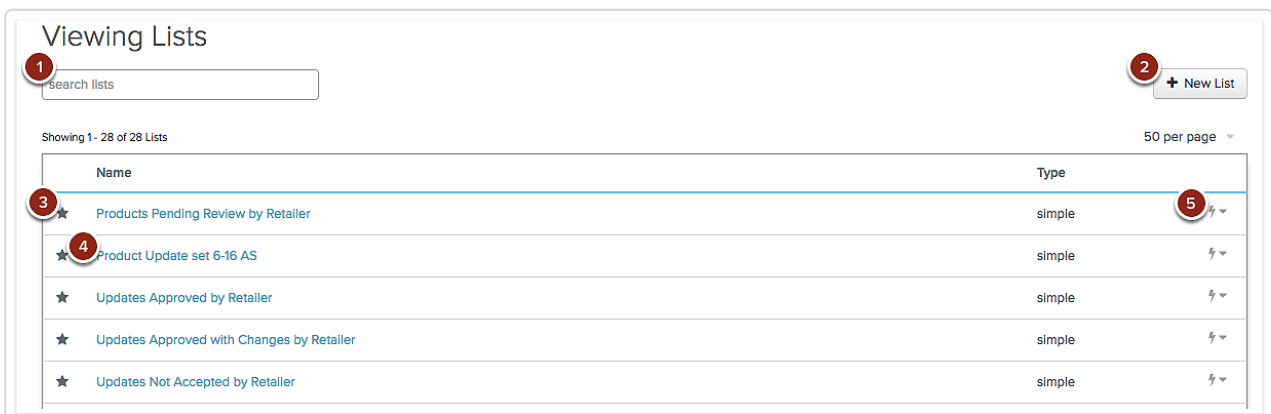 Viewing Lists
1
search lists
2
+ New List
Showing 1 - 28 of 28 Lists
50 per page
Name Type
3
Products Pending Review by Retailer simple
5
4
Product Update set 6-16 AS simple
Updates Approved by Retailer simple
Updates Approved with Changes by Retailer simple
Updates Not Accepted by Retailer simple